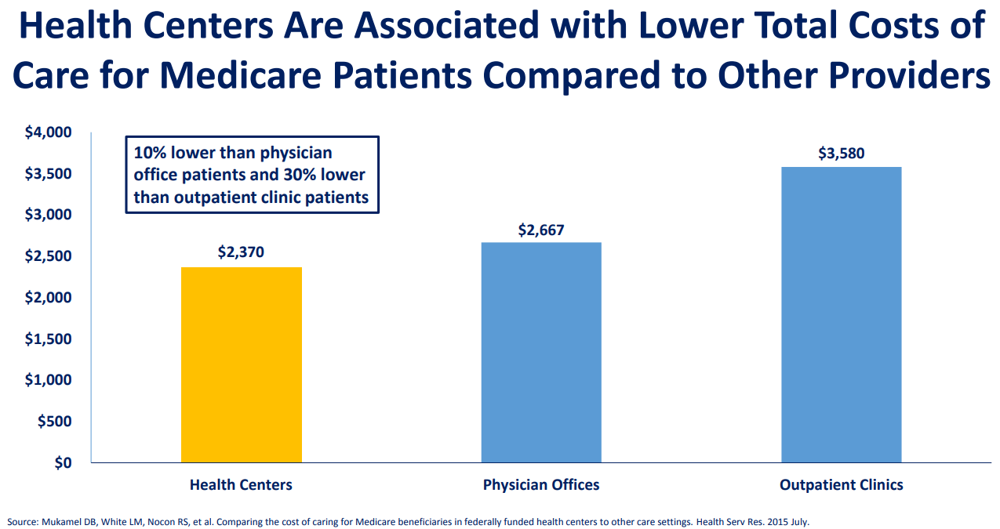 Health Centers Are Associated with Lower Total Costs of
Care for Medicare Patients Compared to Other Providers
$4,000
$3,500
$3,000
$2,500
$2,000
$1,500
$1,000
$500
$0
10% lower than physician
office patients and 30% lower
than outpatient clinic patients
$2,370
$2,667
$3,580
Health Centers
Physician Offices
Outpatient Clinics
Source: Mukamel DB, White LM, Nocon RS, et al. Comparing the cost of caring for Medicare beneficiaries in federally funded health centers to other care settings. Health Serv Res. 2015 July.